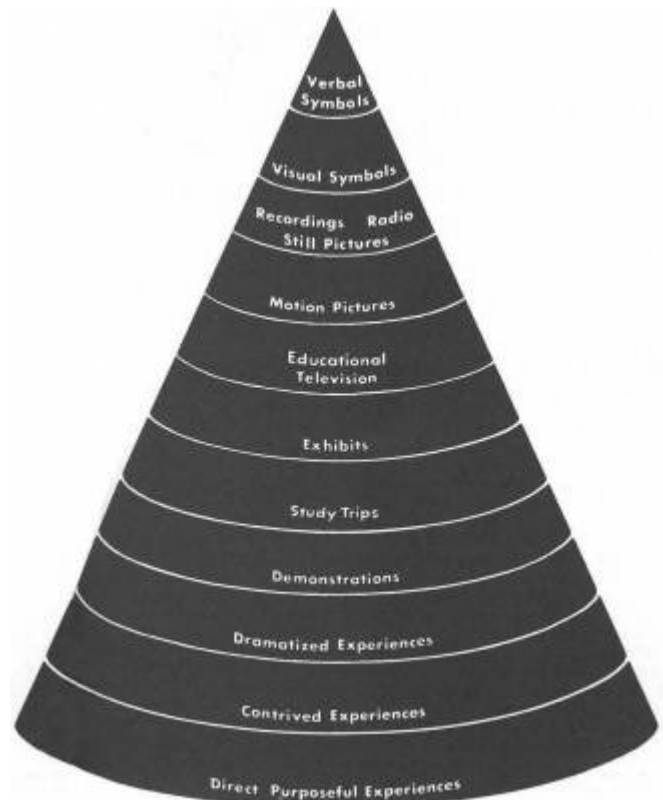 Verbal
Symbols
Visual Symbols
Recordings Radio
Still Pictures
Motion Pictures
Educational
Television
Exhibits
Study Trips
Demonstrations
Dramatized Experiences
Contrived Experiences
Direct Purposeful Experiences